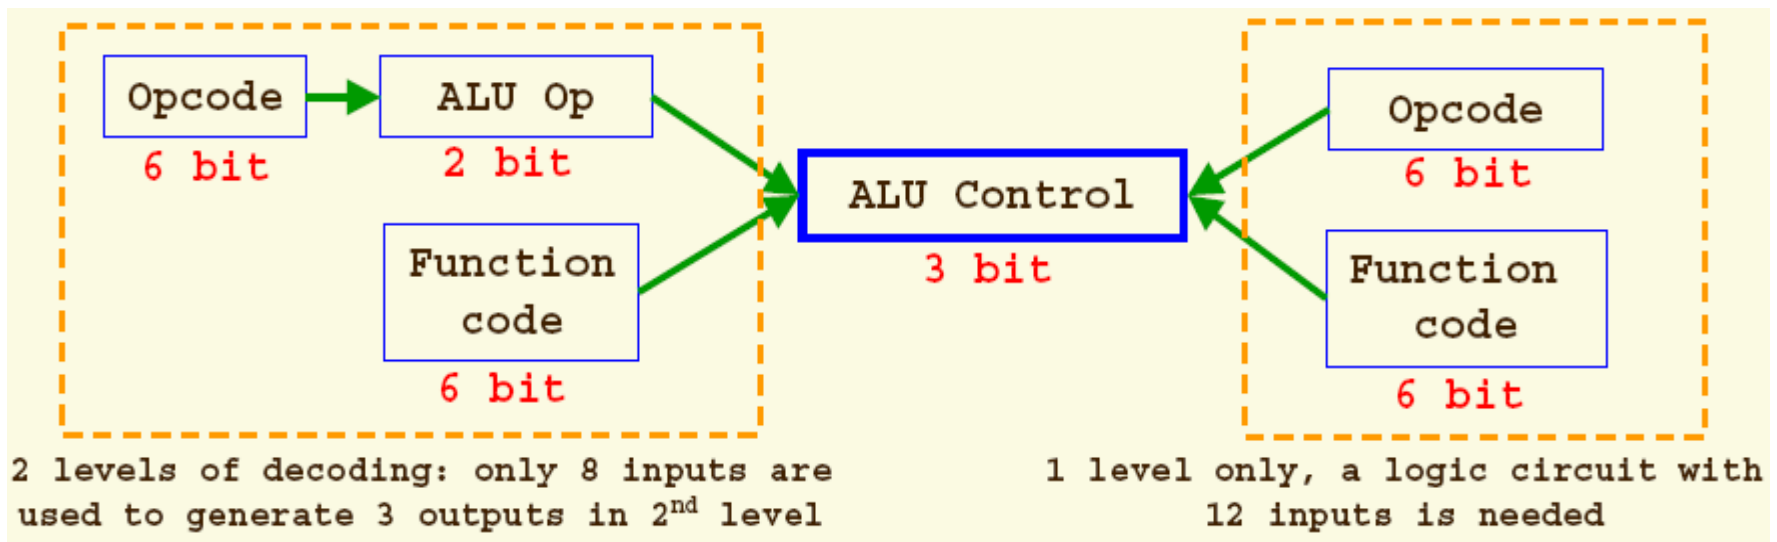 Opcode
6 bit
ALU Op
2 bit
Function
code
6 bit
ALU Control
3 bit
Opcode
6 bit
Function
code
6 bit
2 levels of decoding: only 8 inputs are
used to generate 3 outputs in 2nd level
1 level only, a logic circuit with
12 inputs is needed